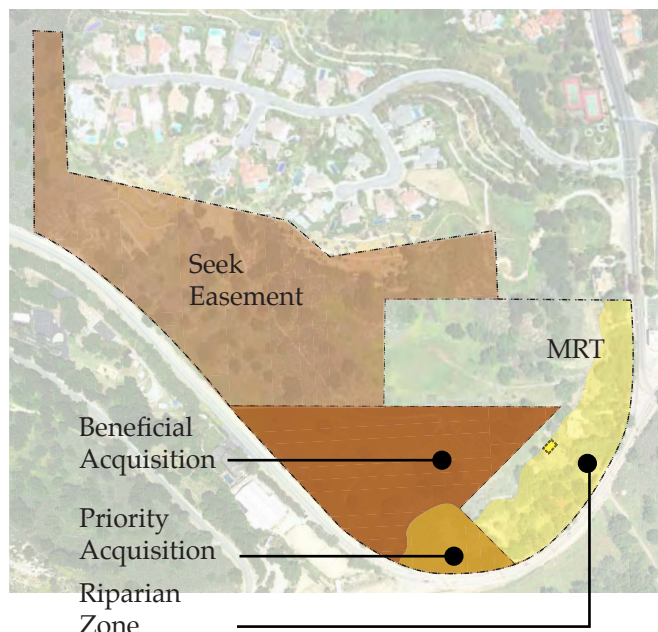 Seek
Easement
MRT
Beneficial
Acquisition
Priority
Acquisition
Riparian
Zone